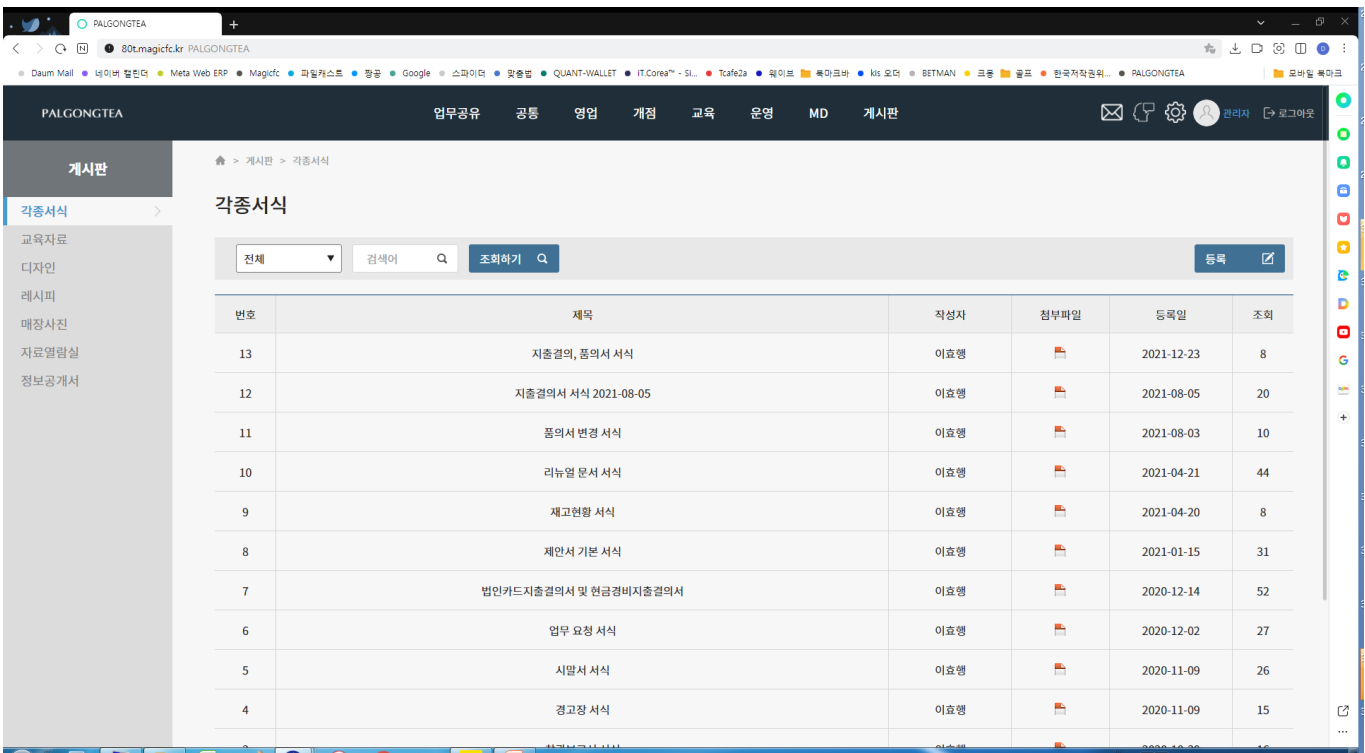 PALGONGTEA
80t.magicfc.kr PALGONGTEA
Daum Mail 네이버 캘린더 Meta Web ERP Magicfc 파일캐스트 짱공 Google 스파이더 맞춤법 QUANT-WALLET iT.Corea™ - Si... Tcafe2a 웨이브 북마크바 kis 오더 BETMAN 크몽 골프 한국저작권위... PALGONGTEA 모바일 북마크
PALGONGTEA 업무공유 공통 영업 개점 교육 운영 MD 게시판 관리자 로그아웃
게시판
각종서식
교육자료
디자인
레시피
매장사진
자료열람실
정보공개서
> 게시판 > 각종서식
각종서식
전체 검색어 조회하기 등록
번호 제목 작성자 첨부파일 등록일 조회
13 지출결의, 품의서 서식 이효행 2021-12-23 8
12 지출결의서 서식 2021-08-05 이효행 2021-08-05 20
11 품의서 변경 서식 이효행 2021-08-03 10
10 리뉴얼 문서 서식 이효행 2021-04-21 44
9 재고현황 서식 이효행 2021-04-20 8
8 제안서 기본 서식 이효행 2021-01-15 31
7 법인카드지출결의서 및 현금경비지출결의서 이효행 2020-12-14 52
6 업무 요청 서식 이효행 2020-12-02 27
5 시말서 서식 이효행 2020-11-09 26
4 경고장 서식 이효행 2020-11-09 15